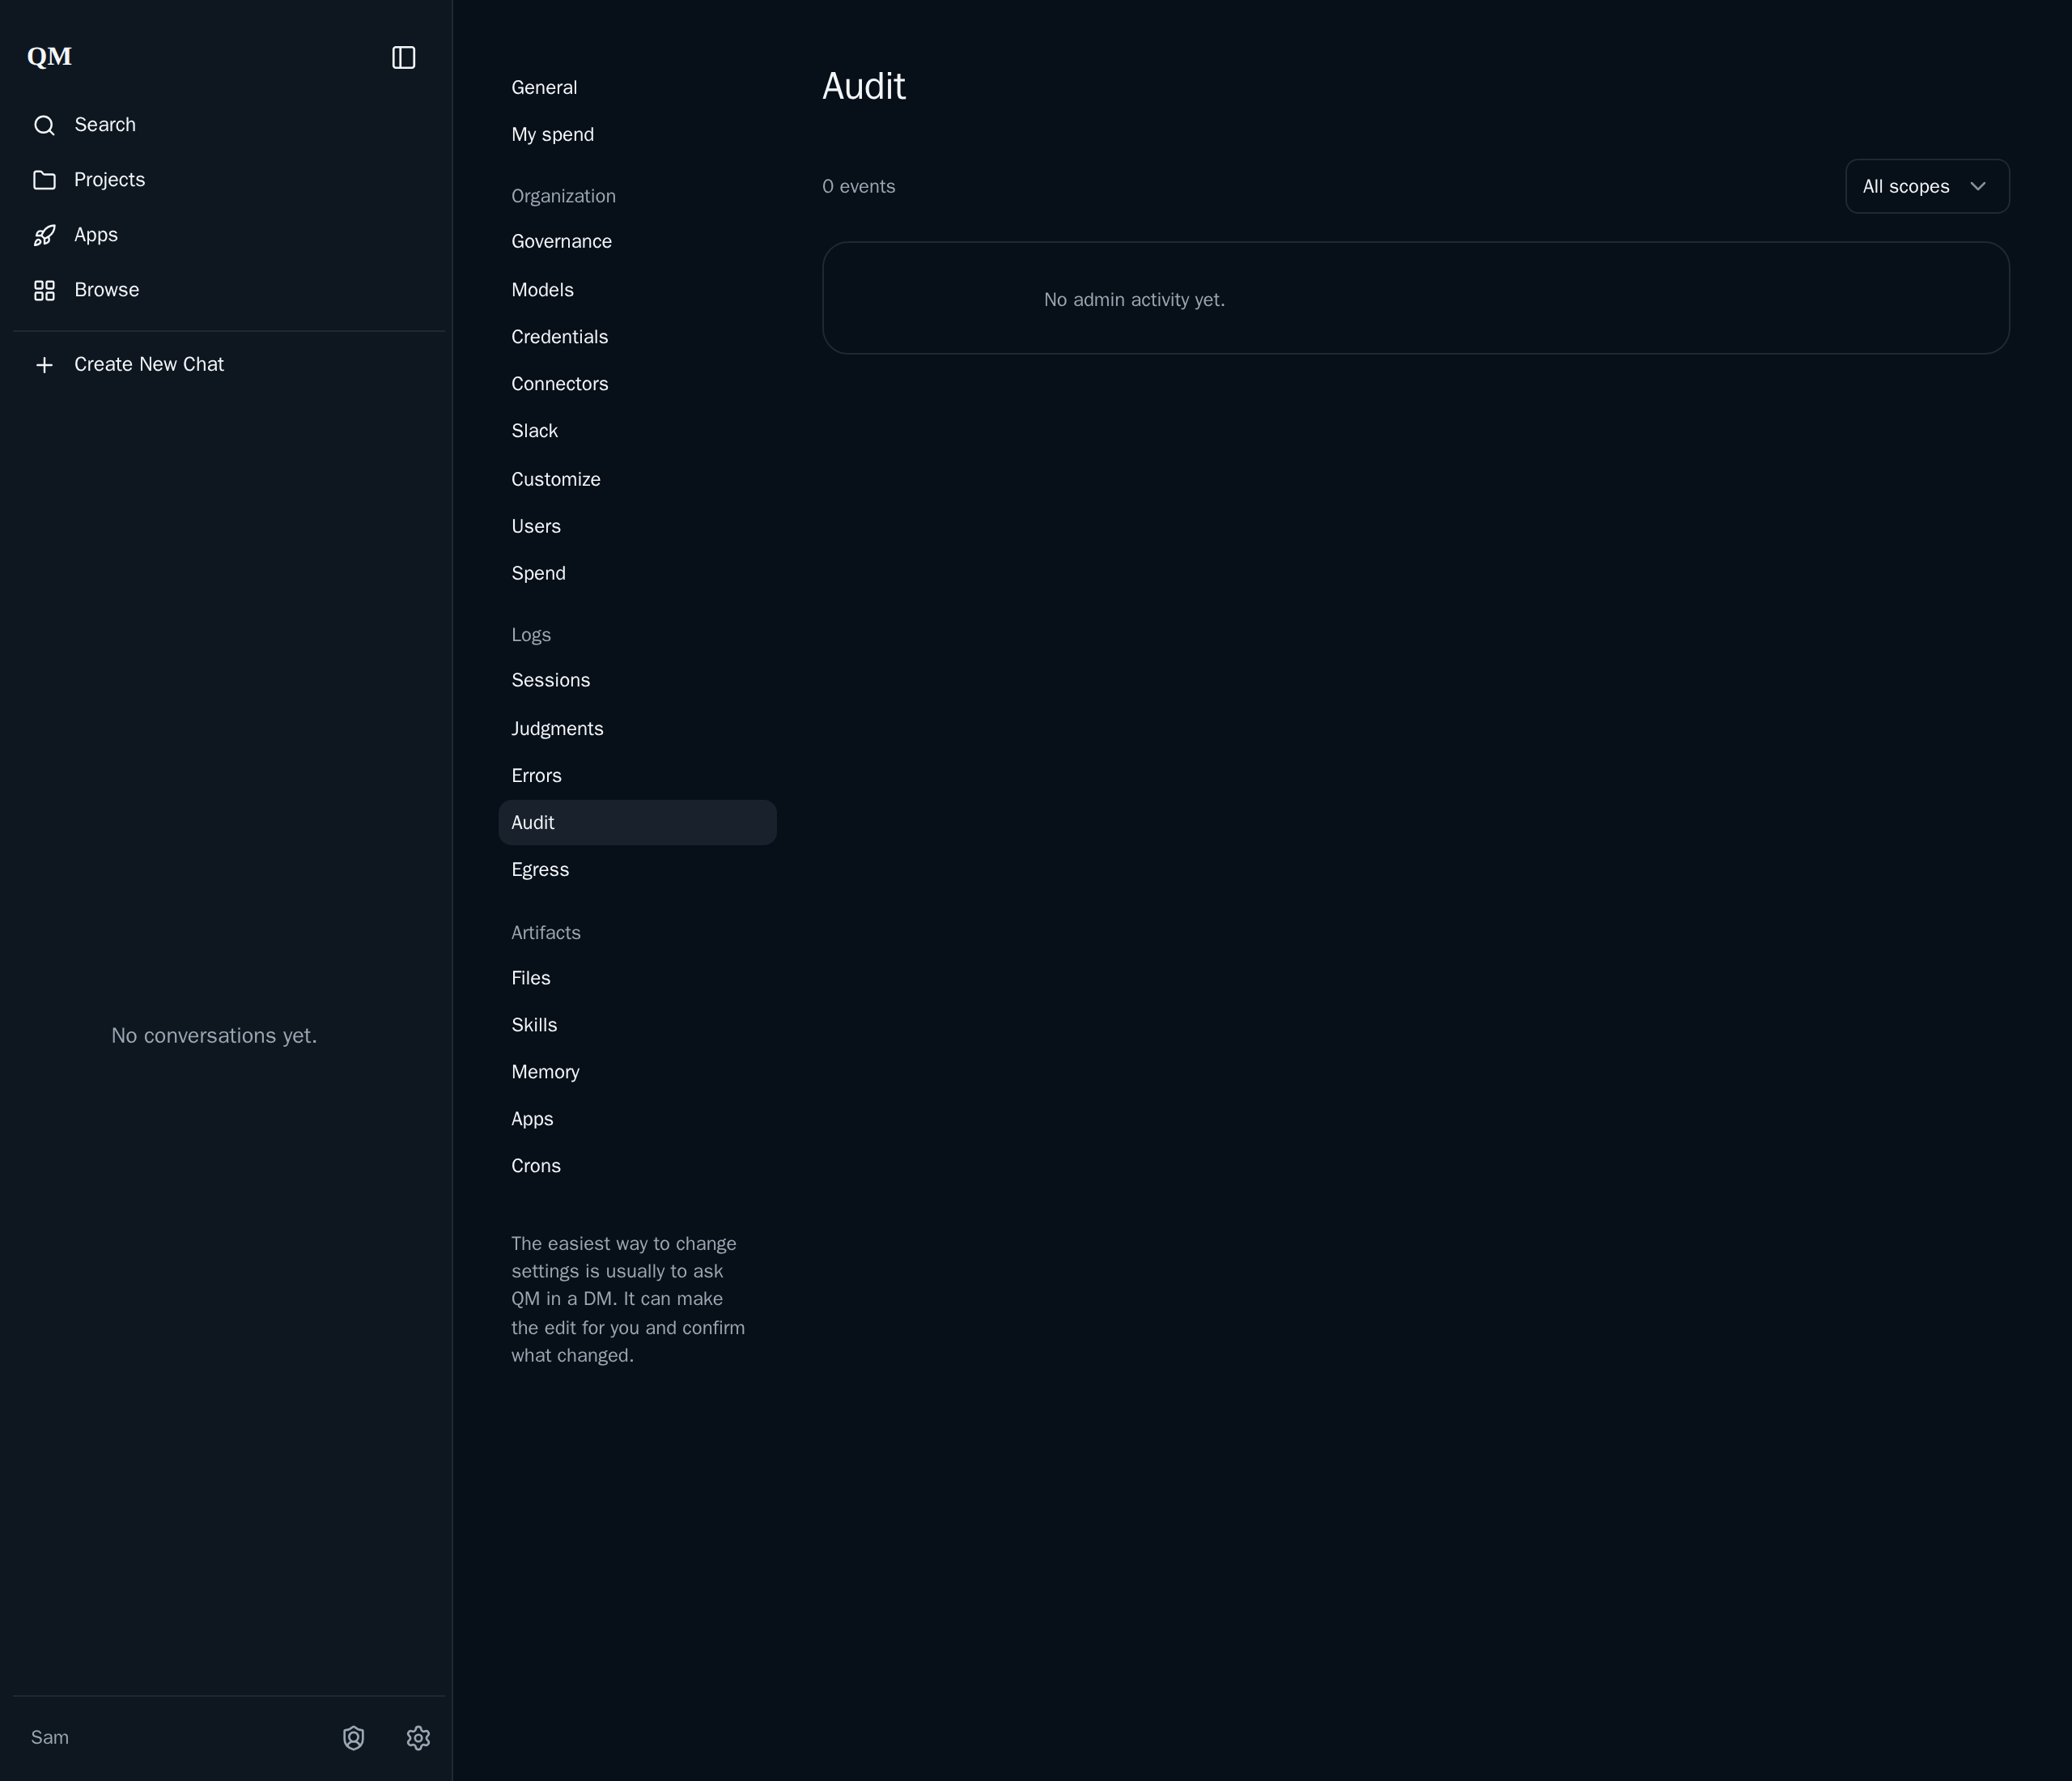 QM
Search
Projects
Apps
Browse
Create New Chat
No conversations yet.
Sam
General
My spend
Organization
Governance
Models
Credentials
Connectors
Slack
Customize
Users
Spend
Logs
Sessions
Judgments
Errors
Audit
Egress
Artifacts
Files
Skills
Memory
Apps
Crons
The easiest way to change
settings is usually to ask
QM in a DM. It can make
the edit for you and confirm
what changed.
Audit
0 events
All scopes
No admin activity yet.